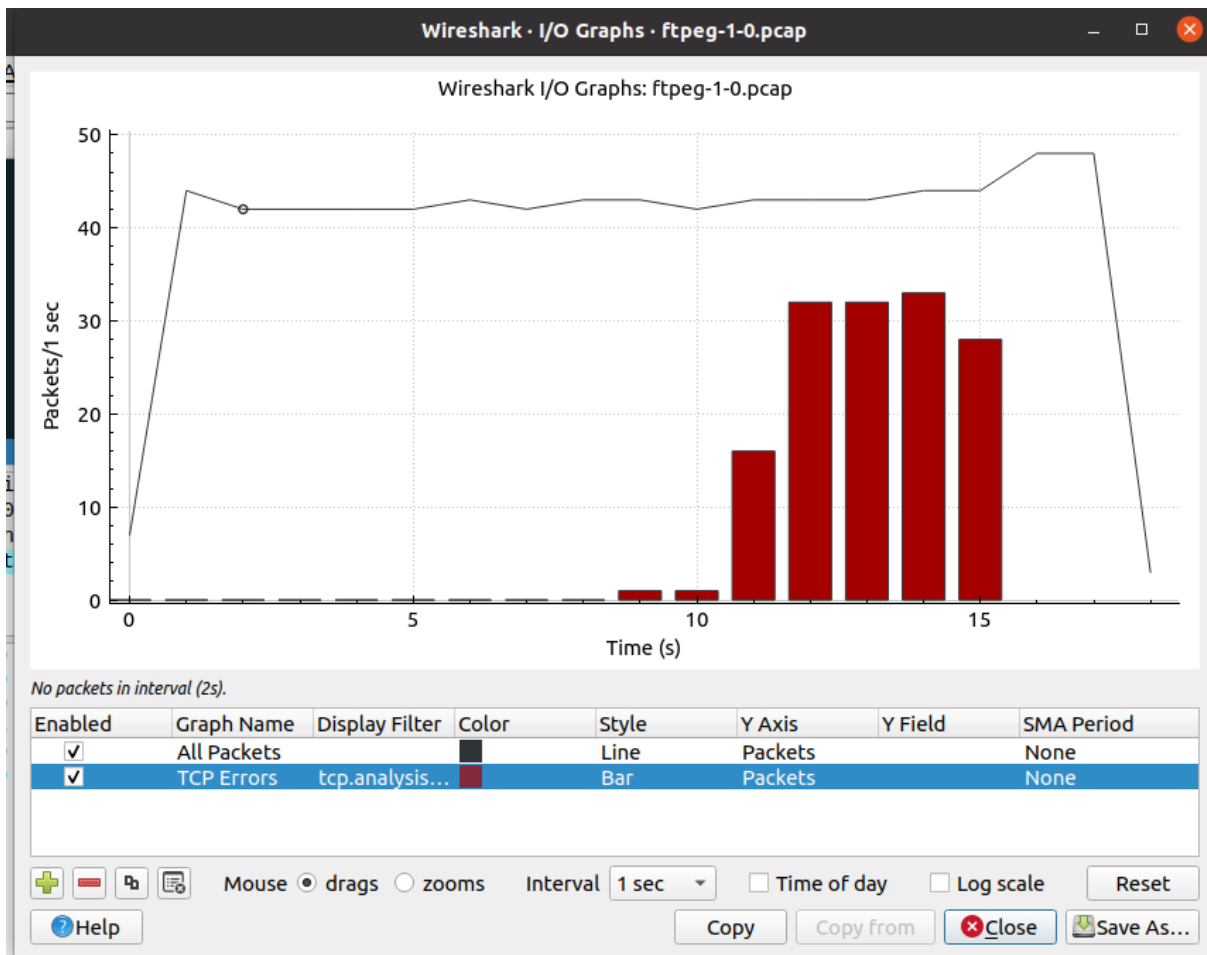 Wireshark · I/O Graphs · ftpeg-1-0.pcap
Wireshark I/O Graphs: ftpeg-1-0.pcap
50
40
30
20
10
0
Packets/1 sec
0 5 10 15
Time (s)
No packets in interval (2s).
Enabled Graph Name Display Filter Color Style Y Axis Y Field SMA Period
All Packets Line Packets None
TCP Errors tcp.analysis... Bar Packets None
Mouse drags zooms Interval 1 sec Time of day Log scale Reset
Help Copy Copy from Close Save As...